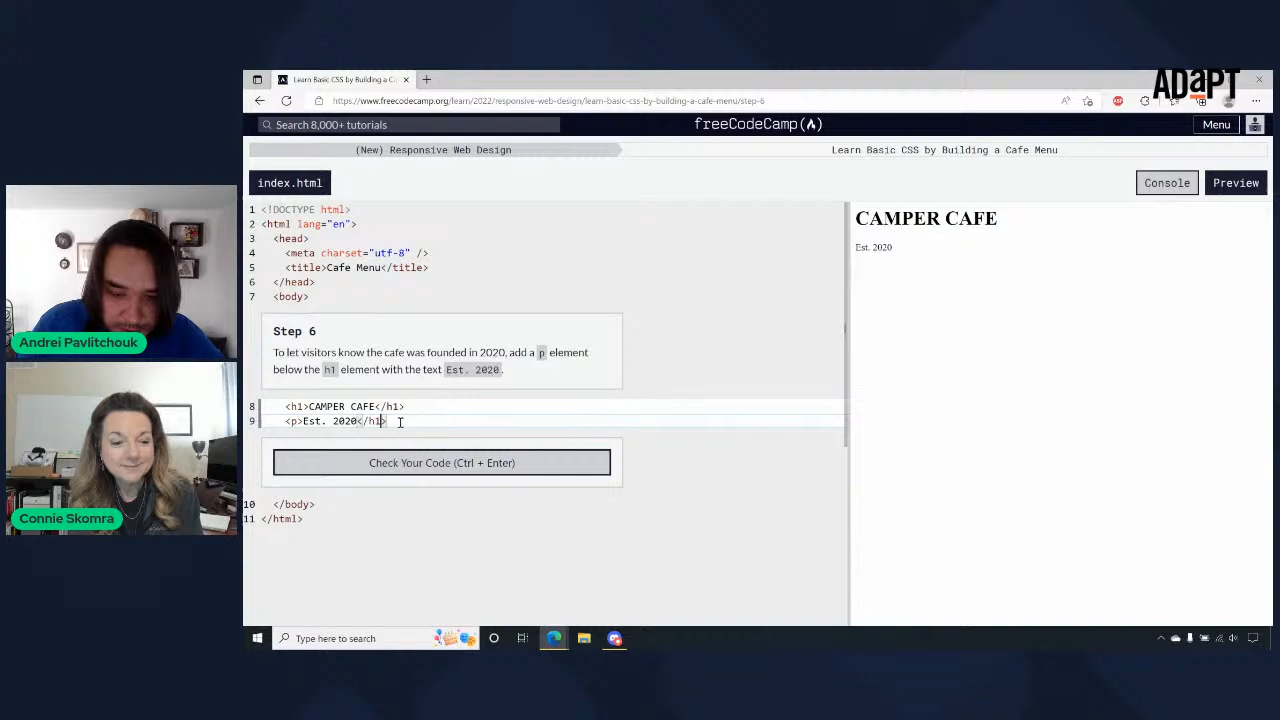 ADaPT
Learn Basic CSS by Building a Ca
https://www.freecodecamp.org/learn/2022/responsive-web-design/learn-basic-css-by-building-a-cafe-menu/step-6
Search 8,000+ tutorials
freeCodeCamp
Menu
(New) Responsive Web Design
Learn Basic CSS by Building a Cafe Menu
index.html
Console
Preview
1 <!DOCTYPE html>
2 <html lang="en">
3 <head>
4 <meta charset="utf-8" />
5 <title>Cafe Menu</title>
6 </head>
7 <body>
Step 6
To let visitors know the cafe was founded in 2020, add a p element
below the h1 element with the text Est. 2020.
8 <h1>CAMPER CAFE</h1>
9 <p>Est. 2020</h1>
Check Your Code (Ctrl + Enter)
10 </body>
11 </html>
CAMPER CAFE
Est. 2020
Andrei Pavlitchouk
Connie Skomra
Type here to search